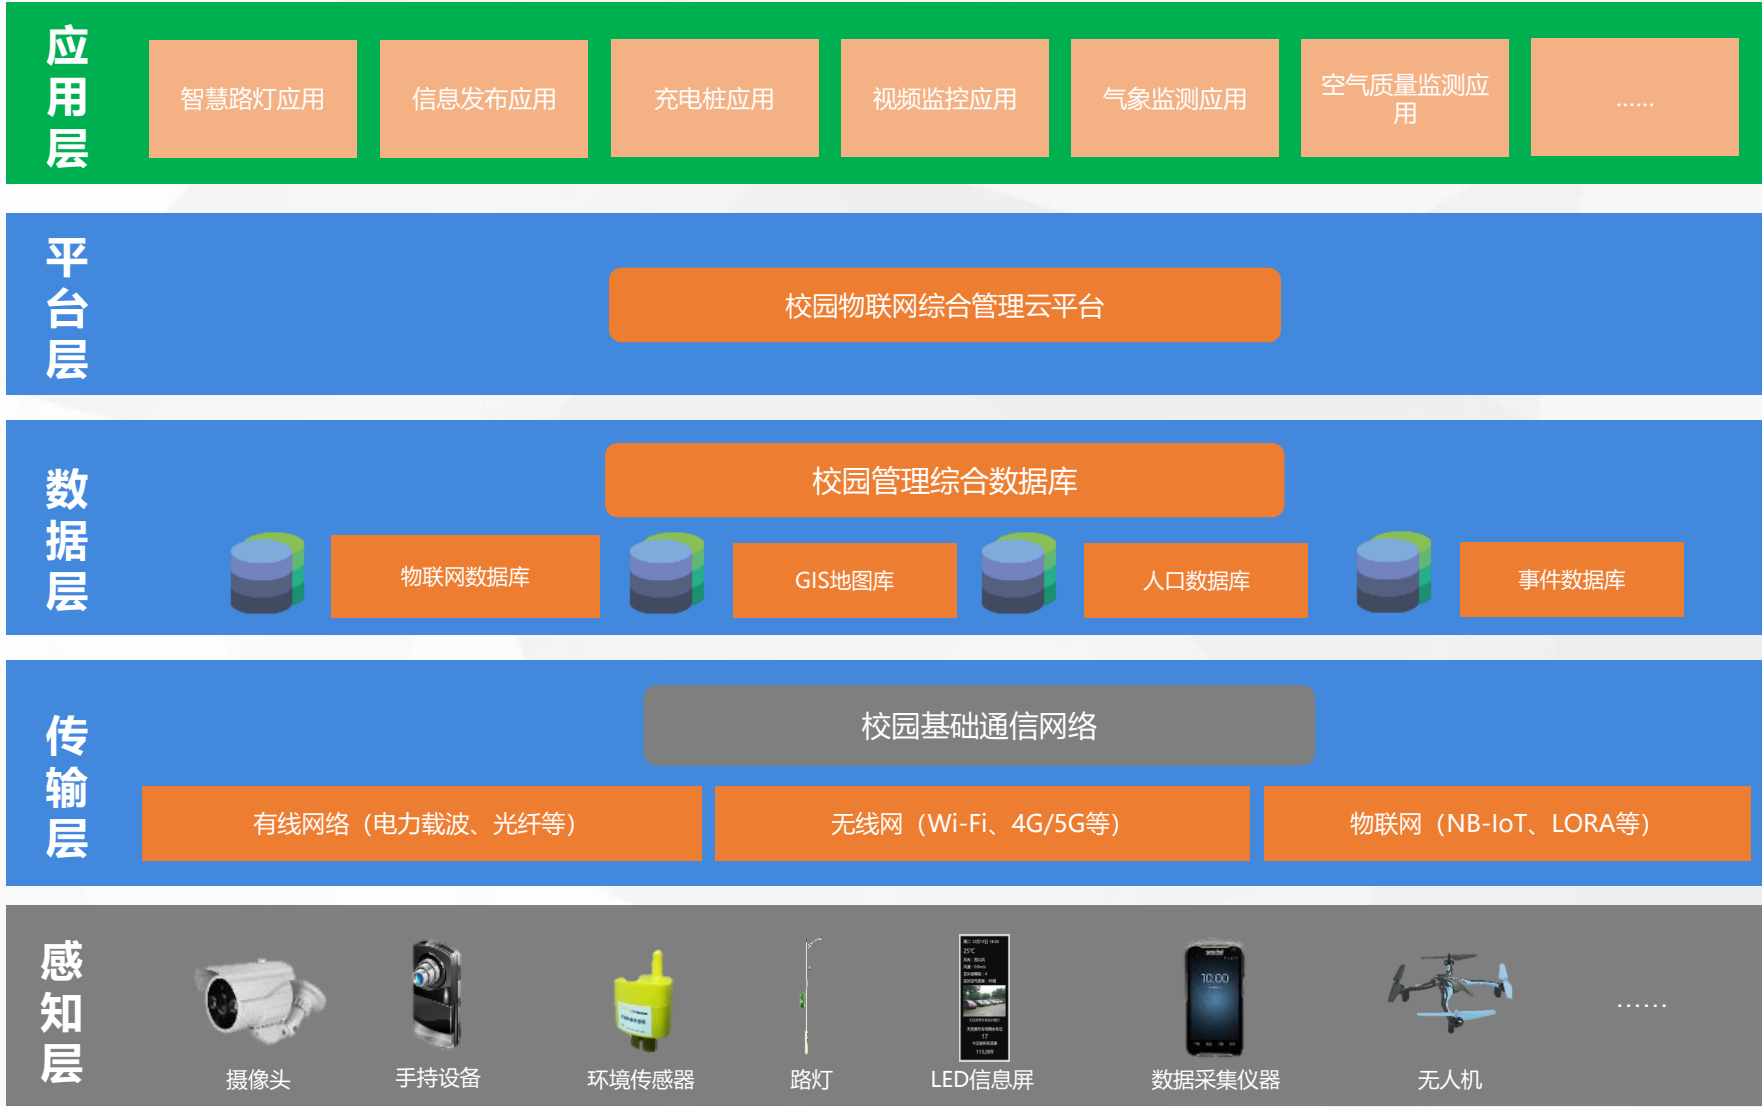 应用层
智慧路灯应用
信息发布应用
充电桩应用
视频监控应用
气象监测应用
空气质量监测应
用
......
平台层
校园物联网综合管理云平台
数据层
校园管理综合数据库
物联网数据库
GIS地图库
人口数据库
事件数据库
传输层
校园基础通信网络
有线网络（电力载波、光纤等）
无线网（Wi-Fi、4G/5G等）
物联网（NB-IoT、LORA等）
感知层
25℃
17
113,089
10:00
......
摄像头
手持设备
环境传感器
路灯
LED信息屏
数据采集仪器
无人机